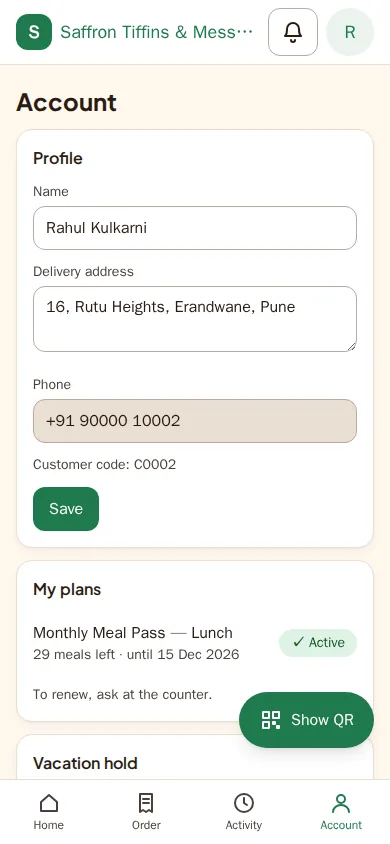 S
Saffron Tiffins & Mess···
R
Account
Profile
Name
Rahul Kulkarni
Delivery address
16, Rutu Heights, Erandwane, Pune
Phone
+91 90000 10002
Customer code: C0002
Save
My plans
Monthly Meal Pass — Lunch
29 meals left · until 15 Dec 2026
✓ Active
To renew, ask at the counter.
Show QR
Vacation hold
Home
Order
Activity
Account